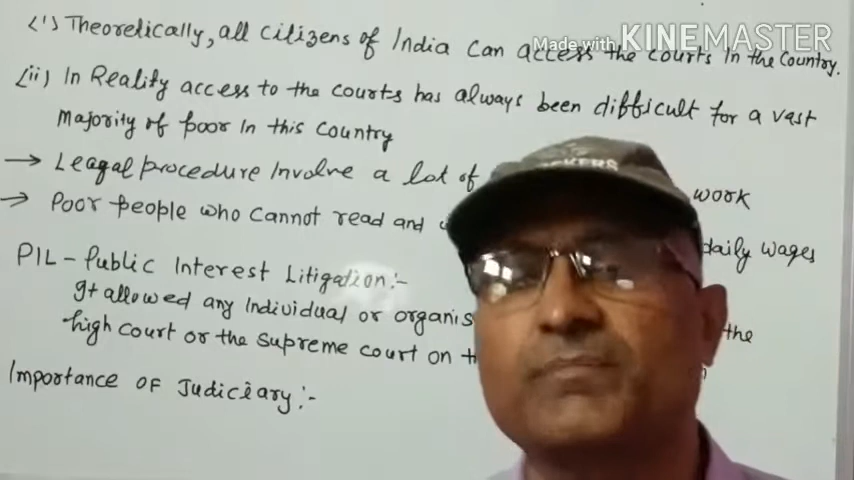 (i) Theoretically, all citizens of India can access the courts in the country.
Made with KINEMASTER
(ii) In Reality access to the courts has always been difficult for a vast
Majority of poor in this country
→ Leagal procedure involve a lot of work
→ Poor people who cannot read and daily wages
PIL - Public Interest Litigation:-
It allowed any individual or the
high court or the supreme court on
Importance of Judiciary:-